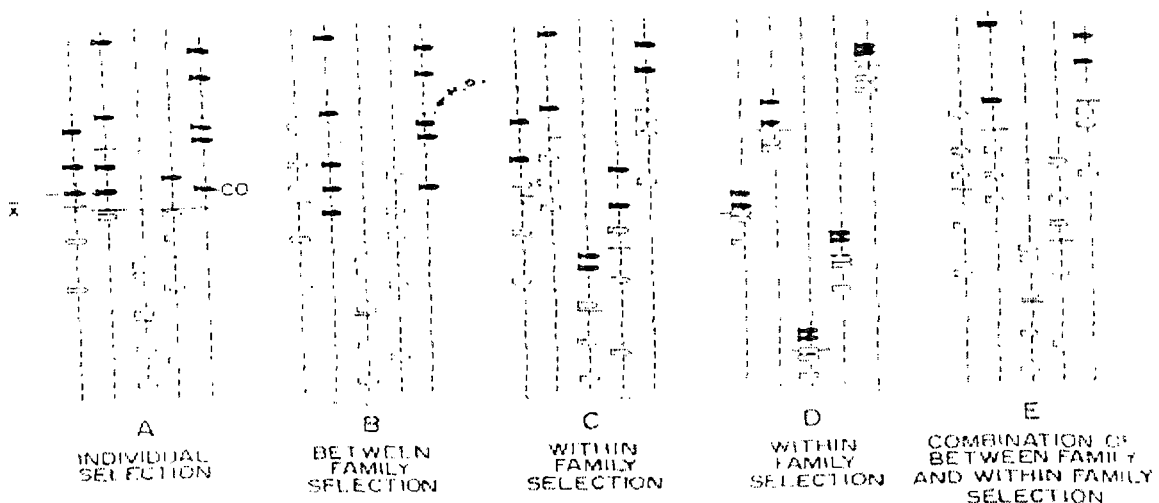 CO
X̄
A
INDIVIDUAL
SELECTION
B
BETWEEN
FAMILY
SELECTION
C
WITHIN
FAMILY
SELECTION
D
WITHIN
FAMILY
SELECTION
E
COMBINATION OF
BETWEEN FAMILY
AND WITHIN FAMILY
SELECTION